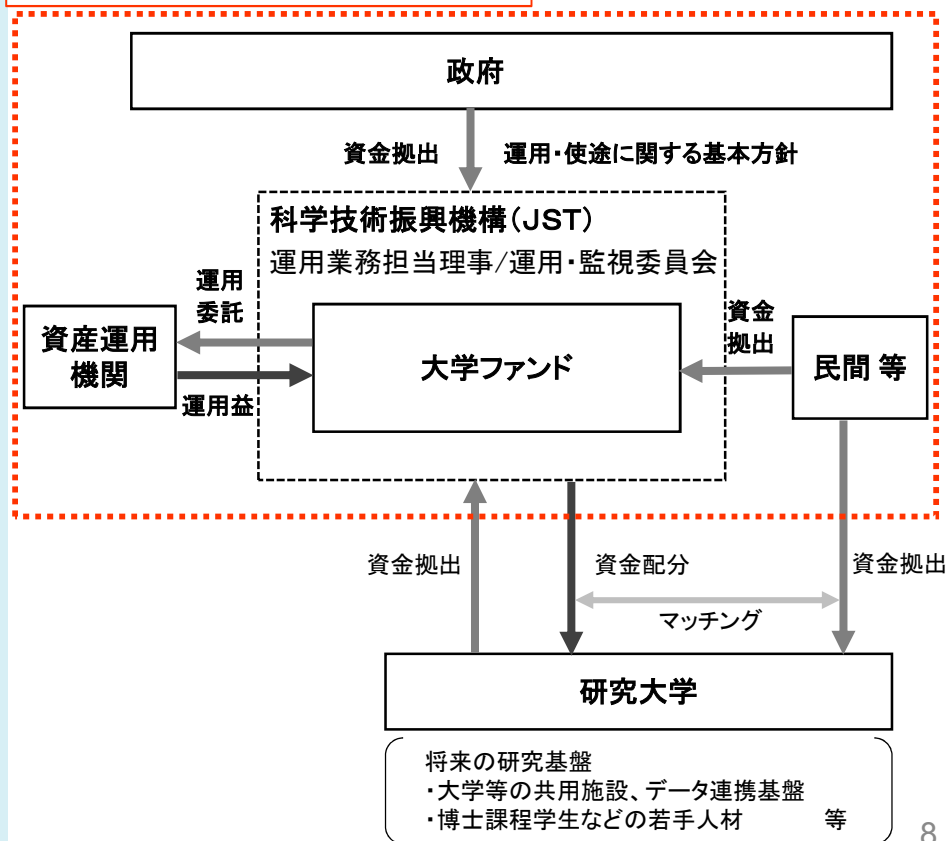 政府
資金拠出
運用・使途に関する基本方針
科学技術振興機構(JST)
運用業務担当理事/運用・監視委員会
運用
委託
資金
拠出
資産運用
機関
大学ファンド
民間 等
運用益
資金拠出
資金配分
資金拠出
マッチング
研究大学
将来の研究基盤
・大学等の共用施設、データ連携基盤
・博士課程学生などの若手人材 等
8